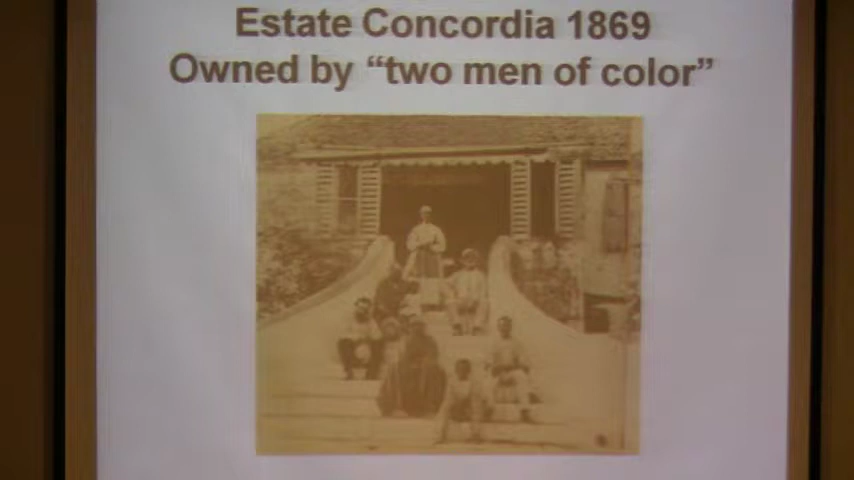 Estate Concordia 1869
Owned by “two men of color”